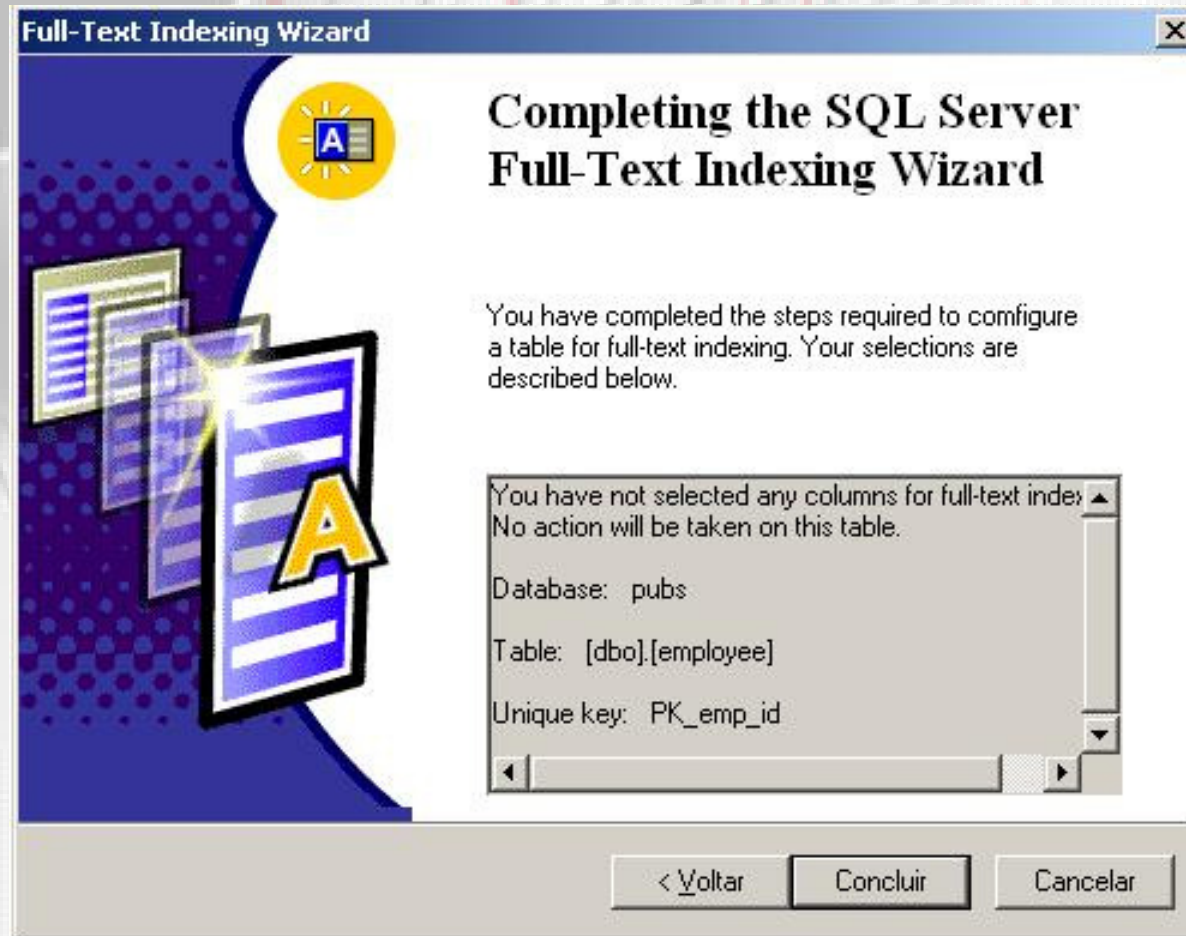 Full-Text Indexing Wizard
A
Completing the SQL Server
Full-Text Indexing Wizard
You have completed the steps required to comfigure
a table for full-text indexing. Your selections are
described below.
A
You have not selected any columns for full-text
No action will be taken on this table.
Database: pubs
Table: [dbo].[employee]
Unique key: PK_emp_id
< Voltar
Concluir
Cancelar